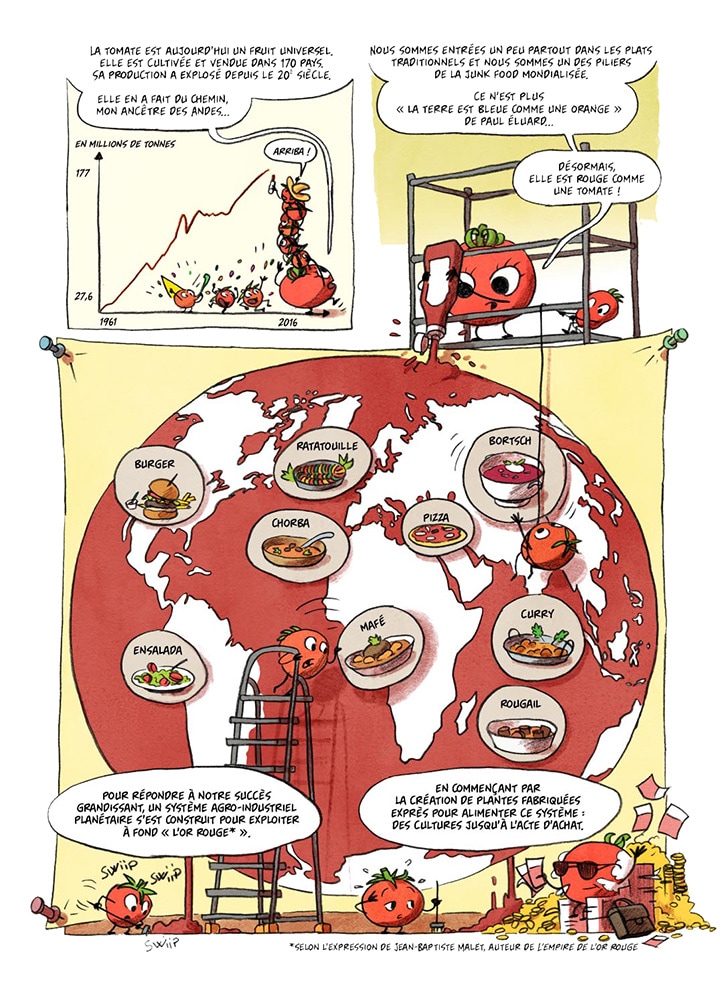 LA TOMATE EST AUJOURD'HUI UN FRUIT UNIVERSEL.
ELLE EST CULTIVÉE ET VENDUE DANS 170 PAYS.
SA PRODUCTION A EXPLOSÉ DEPUIS LE 20E SIÈCLE.
ELLE EN A FAIT DU CHEMIN,
MON ANCÊTRE DES ANDES...
EN MILLIONS DE TONNES
177
ARRIBA !
27,6
1961
2016
NOUS SOMMES ENTRÉES UN PEU PARTOUT DANS LES PLATS
TRADITIONNELS ET NOUS SOMMES UN DES PILIERS
DE LA JUNK FOOD MONDIALISÉE.
CE N'EST PLUS
« LA TERRE EST BLEUE COMME UNE ORANGE »
DE PAUL ÉLUARD...
DÉSORMAIS,
ELLE EST ROUGE COMME
UNE TOMATE !
BURGER
RATATOUILLE
BORTSCH
CHORBA
PIZZA
ENSALADA
MAFÉ
CURRY
ROUGAIL
POUR RÉPONDRE À NOTRE SUCCÈS
GRANDISSANT, UN SYSTÈME AGRO-INDUSTRIEL
PLANÉTAIRE S'EST CONSTRUIT POUR EXPLOITER
À FOND « L'OR ROUGE* ».
EN COMMENÇANT PAR
LA CRÉATION DE PLANTES FABRIQUÉES
EXPRÈS POUR ALIMENTER CE SYSTÈME :
DES CULTURES JUSQU'À L'ACTE D'ACHAT.
SWIIP
SWIIP
SWIIP
*SELON L'EXPRESSION DE JEAN-BAPTISTE MALET, AUTEUR DE L'EMPIRE DE L'OR ROUGE